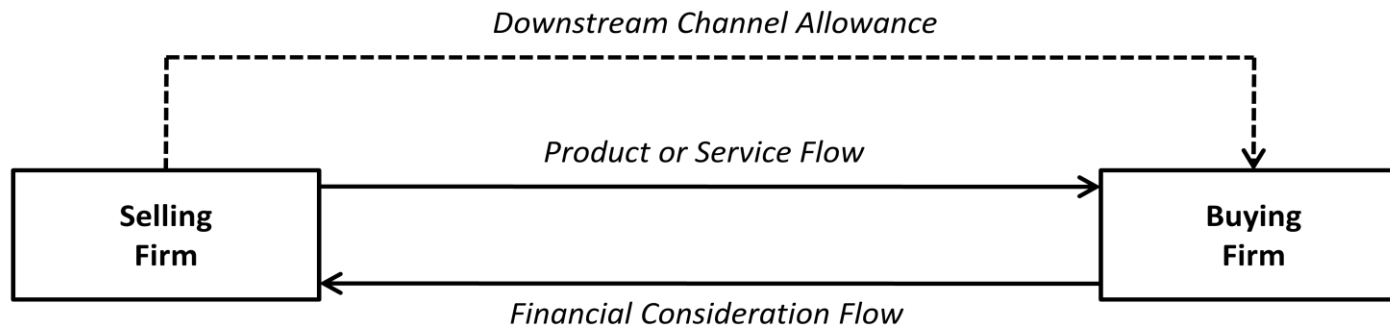 Downstream Channel Allowance
Product or Service Flow
Selling
Firm
Buying
Firm
Financial Consideration Flow